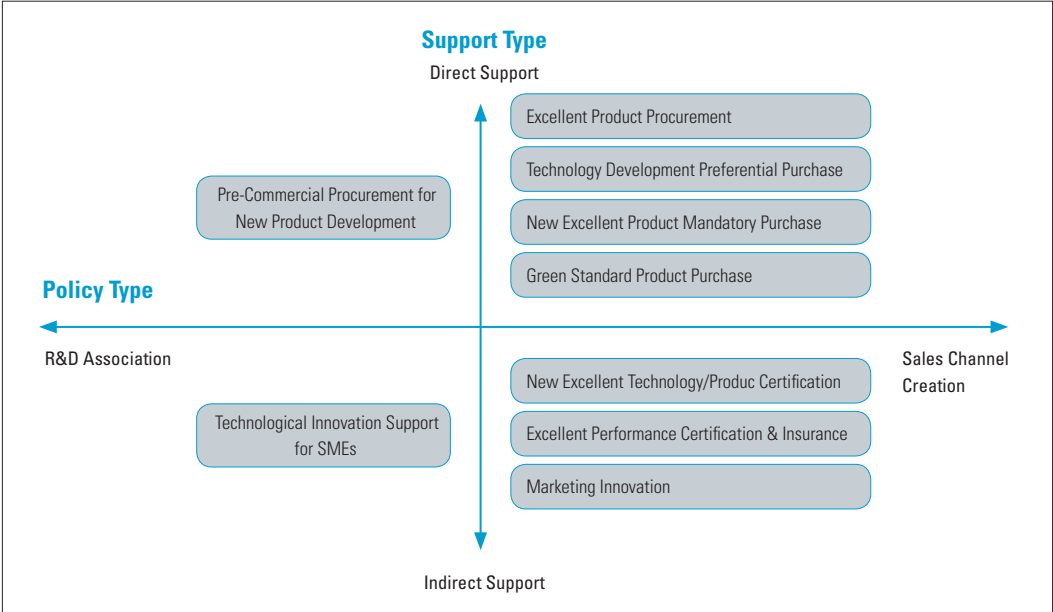 Support Type
Direct Support
Excellent Product Procurement
Technology Development Preferential Purchase
Pre-Commercial Procurement for
New Product Development
New Excellent Product Mandatory Purchase
Green Standard Product Purchase
Policy Type
R&D Association
Sales Channel
Creation
New Excellent Technology/Produc Certification
Technological Innovation Support
for SMEs
Excellent Performance Certification & Insurance
Marketing Innovation
Indirect Support